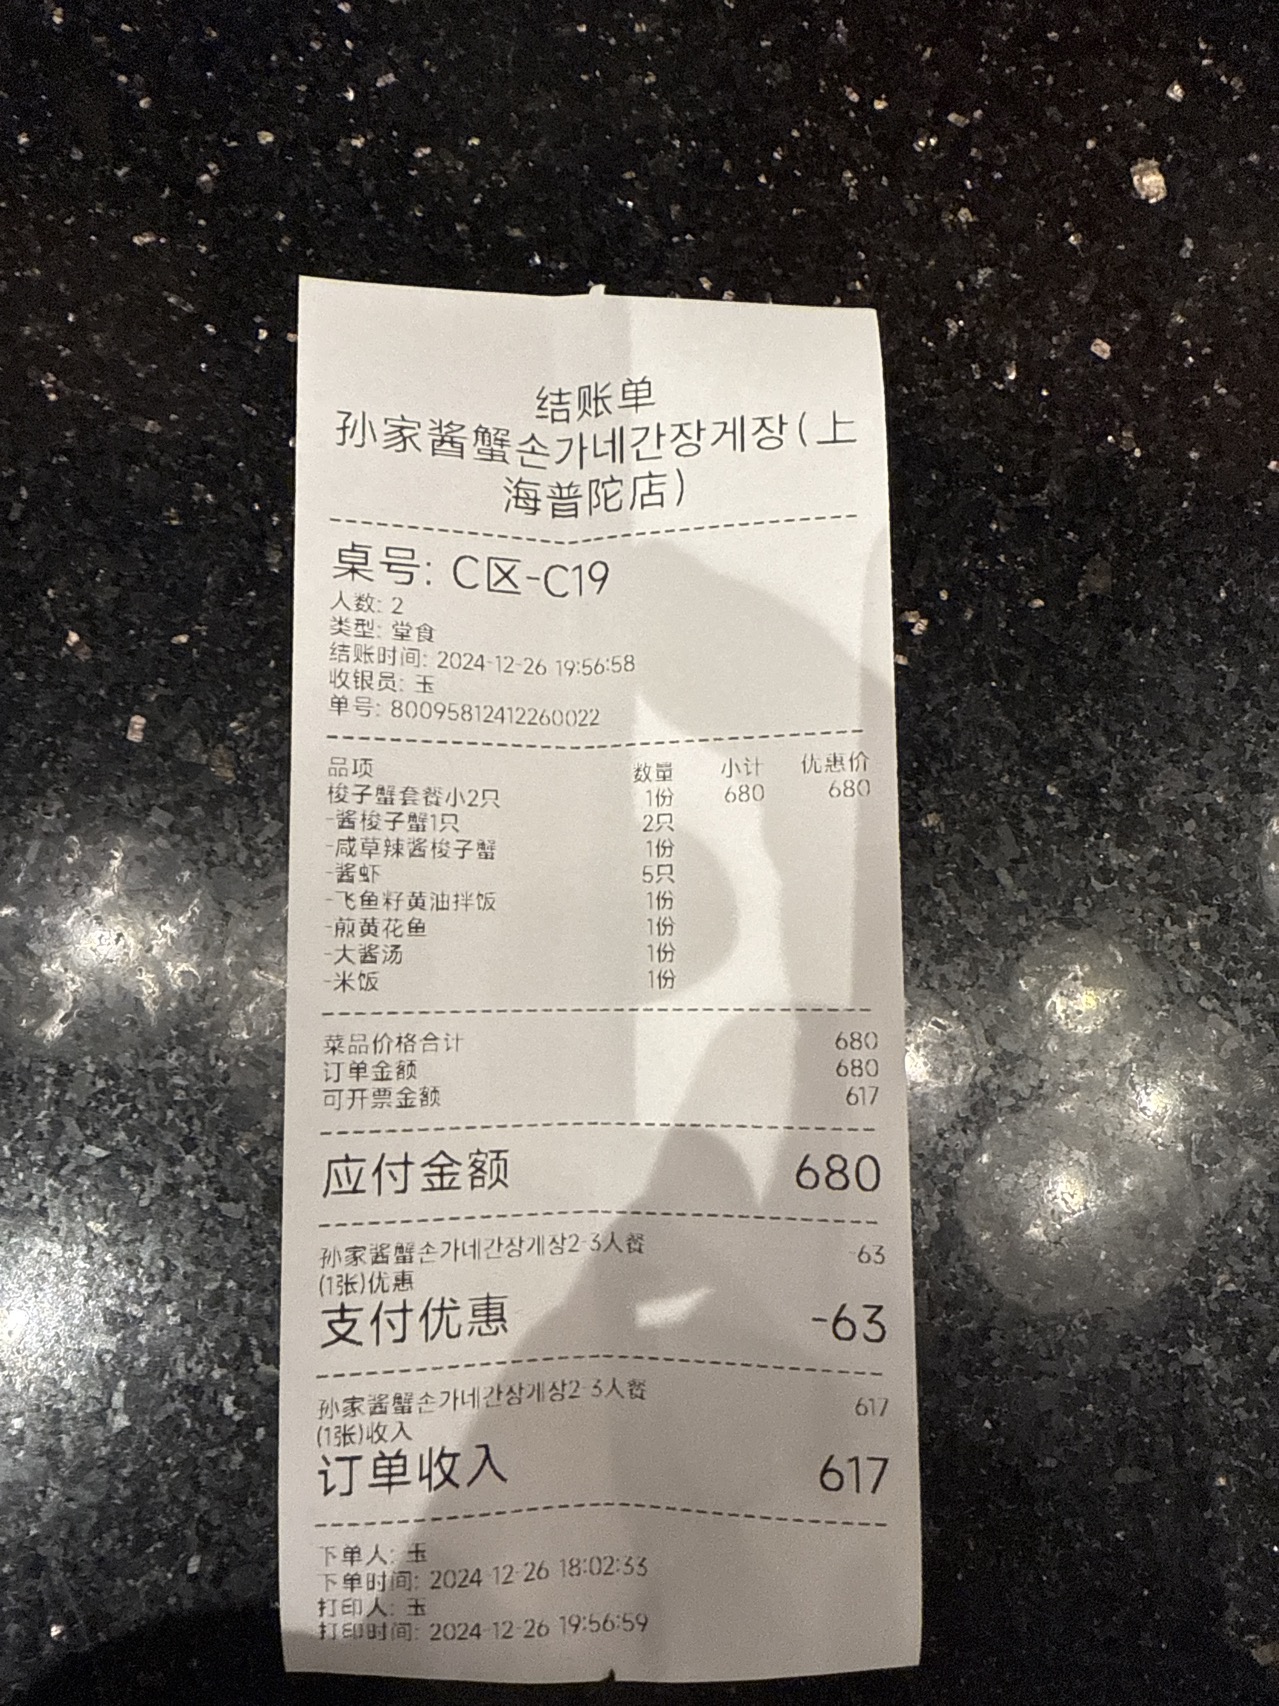 结账单
孙家酱蟹손가네간장게장(上
海普陀店)
桌号: C区-C19
人数: 2
类型: 堂食
结账时间: 2024-12-26 19:56:58
收银员: 玉
单号: 80095812412260022
品项 数量 小计 优惠价
梭子蟹套餐小2只 1份 680 680
-酱梭子蟹1只 2只
-咸草辣酱梭子蟹 1份
-酱虾 5只
-飞鱼籽黄油拌饭 1份
-煎黄花鱼 1份
-大酱汤 1份
-米饭 1份
菜品价格合计 680
订单金额 680
可开票金额 617
应付金额 680
孙家酱蟹손가네간장게장2-3人餐 -63
(1张)优惠
支付优惠 -63
孙家酱蟹손가네간장게장2-3人餐 617
(1张)收入
订单收入 617
下单人: 玉
下单时间: 2024-12-26 18:02:33
打印人: 玉
打印时间: 2024-12-26 19:56:59